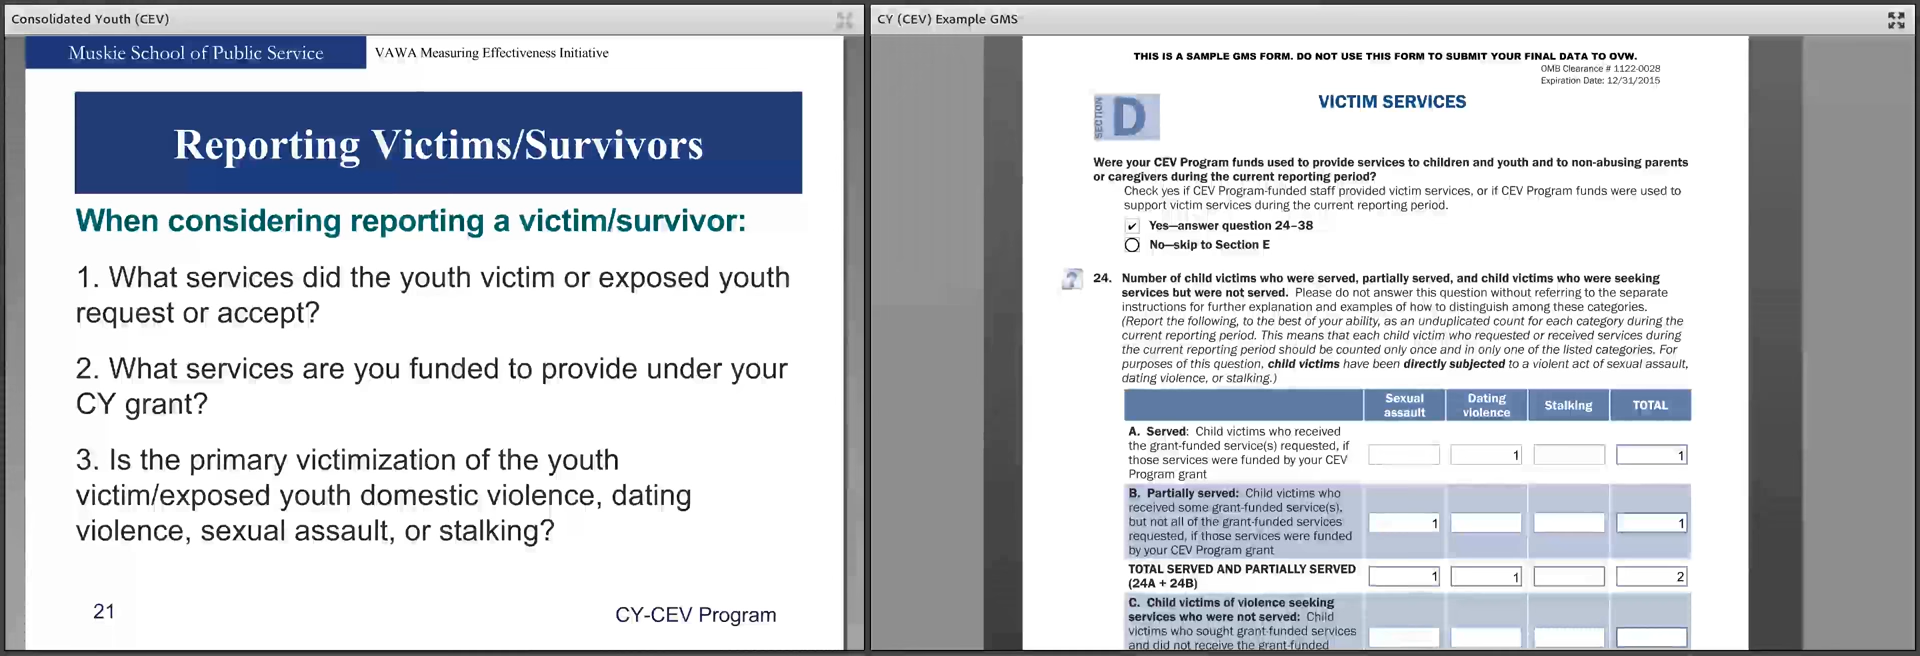 Consolidated Youth (CEV)
Muskie School of Public Service
VAWA Measuring Effectiveness Initiative
Reporting Victims/Survivors
When considering reporting a victim/survivor:
1. What services did the youth victim or exposed youth
request or accept?
2. What services are you funded to provide under your
CY grant?
3. Is the primary victimization of the youth
victim/exposed youth domestic violence, dating
violence, sexual assault, or stalking?
21
CY-CEV Program
CY (CEV) Example GMS
THIS IS A SAMPLE GMS FORM. DO NOT USE THIS FORM TO SUBMIT YOUR FINAL DATA TO OVW.
OMB Clearance # 1122-0028
Expiration Date: 12/31/2015
SECTION
D
VICTIM SERVICES
Were your CEV Program funds used to provide services to children and youth and to non-abusing parents
or caregivers during the current reporting period?
Check yes if CEV Program-funded staff provided victim services, or if CEV Program funds were used to
support victim services during the current reporting period.
✔ Yes—answer question 24–38
No—skip to Section E
?
24. Number of child victims who were served, partially served, and child victims who were seeking
services but were not served. Please do not answer this question without referring to the separate
instructions for further explanation and examples of how to distinguish among these categories.
(Report the following, to the best of your ability, as an unduplicated count for each category during the
current reporting period. This means that each child victim who requested or received services during
the current reporting period should be counted only once and in only one of the listed categories. For
purposes of this question, child victims have been directly subjected to a violent act of sexual assault,
dating violence, or stalking.)
Sexual
assault
Dating
violence
Stalking
TOTAL
A. Served: Child victims who received
the grant-funded service(s) requested, if
those services were funded by your CEV
Program grant
1
1
B. Partially served: Child victims who
received some grant-funded service(s),
but not all of the grant-funded services
requested, if those services were funded
by your CEV Program grant
1
1
TOTAL SERVED AND PARTIALLY SERVED
(24A + 24B)
1
1
2
C. Child victims of violence seeking
services who were not served: Child
victims who sought grant-funded services
and did not receive the grant-funded